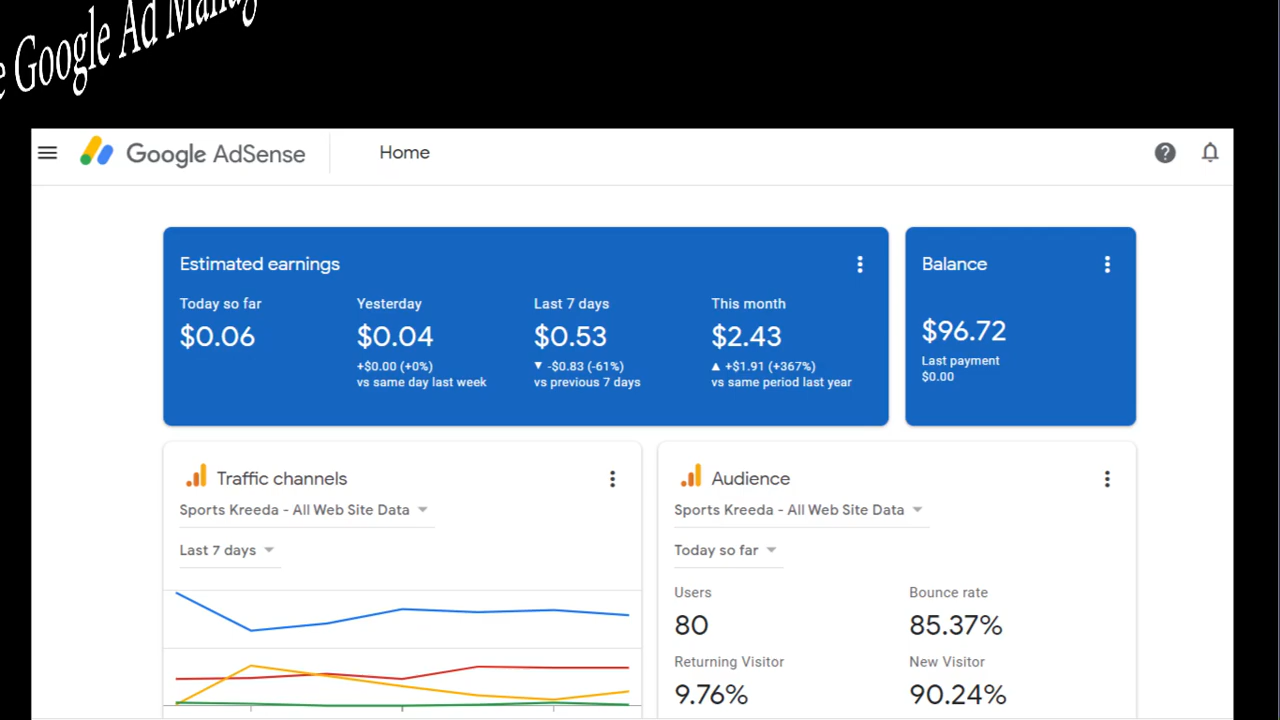 Google Ad
Google AdSense
Home
Estimated earnings
Today so far
$0.06
Yesterday
$0.04
+$0.00 (+0%)
vs same day last week
Last 7 days
$0.53
-$0.83 (-61%)
vs previous 7 days
This month
$2.43
+$1.91 (+367%)
vs same period last year
Balance
$96.72
Last payment
$0.00
Traffic channels
Sports Kreeda - All Web Site Data
Last 7 days
Audience
Sports Kreeda - All Web Site Data
Today so far
Users
80
Bounce rate
85.37%
Returning Visitor
9.76%
New Visitor
90.24%